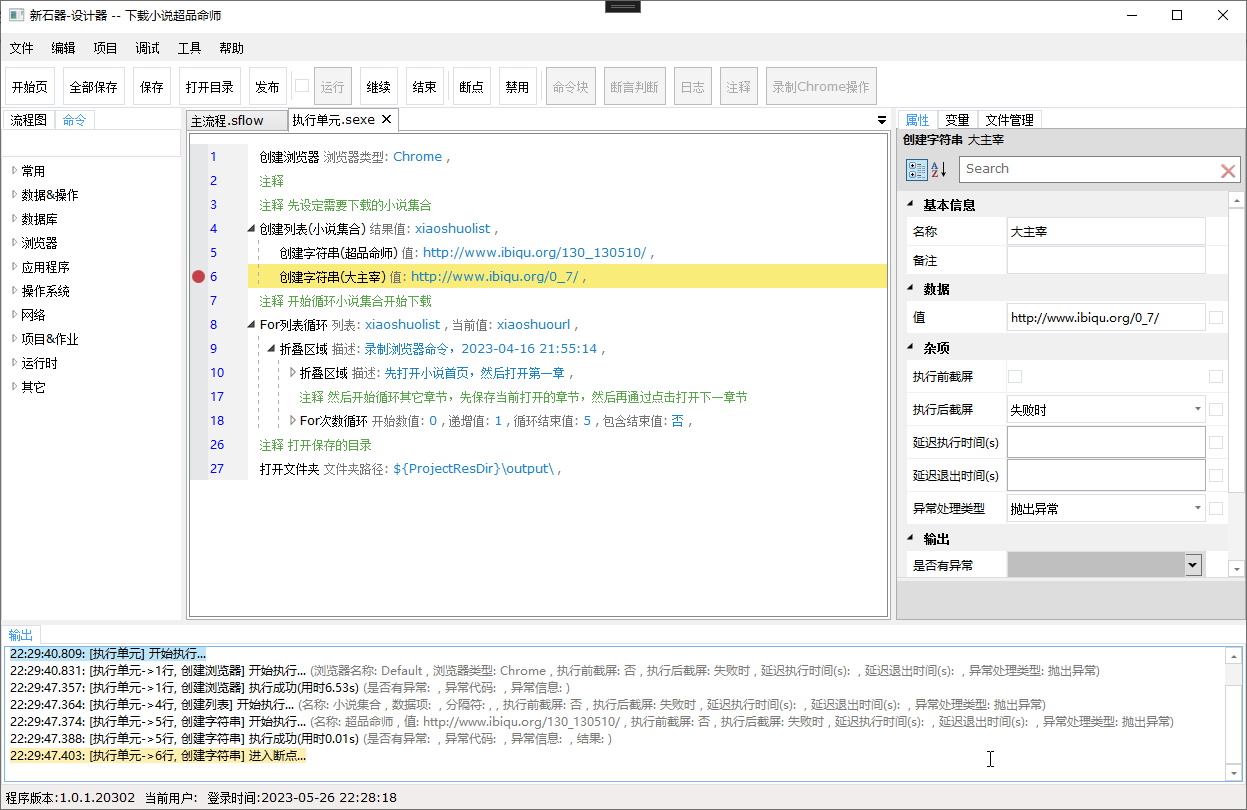 新石器-设计器 -- 下载小说超品命师
文件 编辑 项目 调试 工具 帮助
开始页 全部保存 保存 打开目录 发布 运行 继续 结束 断点 禁用 命令块 断言判断 日志 注释 录制Chrome操作
流程图 命令
常用
数据&操作
数据库
浏览器
应用程序
操作系统
网络
项目&作业
运行时
其它
主流程.sflow 执行单元.sexe
1 创建浏览器 浏览器类型: Chrome ,
2 注释
3 注释 先设定需要下载的小说集合
4 创建列表(小说集合) 结果值: xiaoshuolist ,
5 创建字符串(超品命师) 值: http://www.ibiqu.org/130_130510/ ,
6 创建字符串(大主宰) 值: http://www.ibiqu.org/0_7/ ,
7 注释 开始循环小说集合开始下载
8 For列表循环 列表: xiaoshuolist , 当前值: xiaoshuourl ,
9 折叠区域 描述: 录制浏览器命令，2023-04-16 21:55:14 ,
10 折叠区域 描述: 先打开小说首页，然后打开第一章 ,
17 注释 然后开始循环其它章节，先保存当前打开的章节，然后再通过点击打开下一章节
18 For次数循环 开始数值: 0 , 递增值: 1 , 循环结束值: 5 , 包含结束值: 否 ,
26 注释 打开保存的目录
27 打开文件夹 文件夹路径: ${ProjectResDir}\output\ ,
属性 变量 文件管理
创建字符串 大主宰
Search
基本信息
名称 大主宰
备注
数据
值 http://www.ibiqu.org/0_7/
杂项
执行前截屏
执行后截屏 失败时
延迟执行时间(s)
延迟退出时间(s)
异常处理类型 抛出异常
输出
是否有异常
输出
22:29:40.809: [执行单元] 开始执行...
22:29:40.831: [执行单元->1行, 创建浏览器] 开始执行... (浏览器名称: Default , 浏览器类型: Chrome , 执行前截屏: 否 , 执行后截屏: 失败时 , 延迟执行时间(s): , 延迟退出时间(s): , 异常处理类型: 抛出异常)
22:29:47.357: [执行单元->1行, 创建浏览器] 执行成功(用时6.53s) (是否有异常: , 异常代码: , 异常信息: )
22:29:47.364: [执行单元->4行, 创建列表] 开始执行... (名称: 小说集合 , 数据项: , 分隔符: , , 执行前截屏: 否 , 执行后截屏: 失败时 , 延迟执行时间(s): , 延迟退出时间(s): , 异常处理类型: 抛出异常)
22:29:47.374: [执行单元->5行, 创建字符串] 开始执行... (名称: 超品命师 , 值: http://www.ibiqu.org/130_130510/ , 执行前截屏: 否 , 执行后截屏: 失败时 , 延迟执行时间(s): , 延迟退出时间(s): , 异常处理类型: 抛出异常)
22:29:47.388: [执行单元->5行, 创建字符串] 执行成功(用时0.01s) (是否有异常: , 异常代码: , 异常信息: , 结果: )
22:29:47.403: [执行单元->6行, 创建字符串] 进入断点...
程序版本:1.0.1.20302 当前用户: 登录时间:2023-05-26 22:28:18